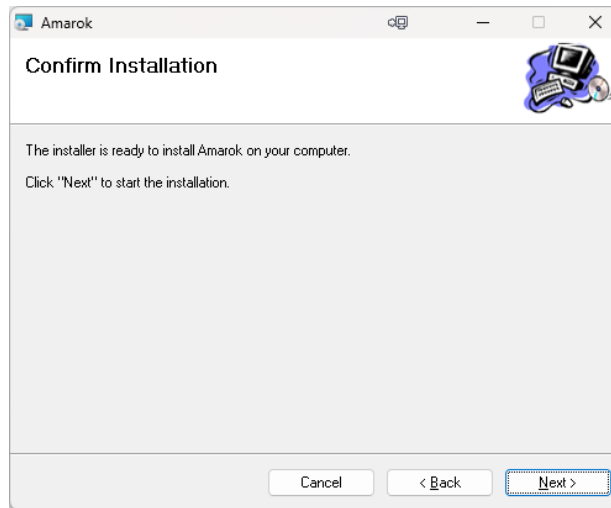 Amarok
Confirm Installation
The installer is ready to install Amarok on your computer.
Click "Next" to start the installation.
Cancel
< Back
Next >